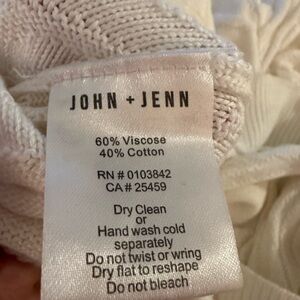 JOHN + JENN
60% Viscose
40% Cotton
RN # 0103842
CA # 25459
Dry Clean
or
Hand wash cold
separately
Do not twist or wring
Dry flat to reshape
Do not bleach